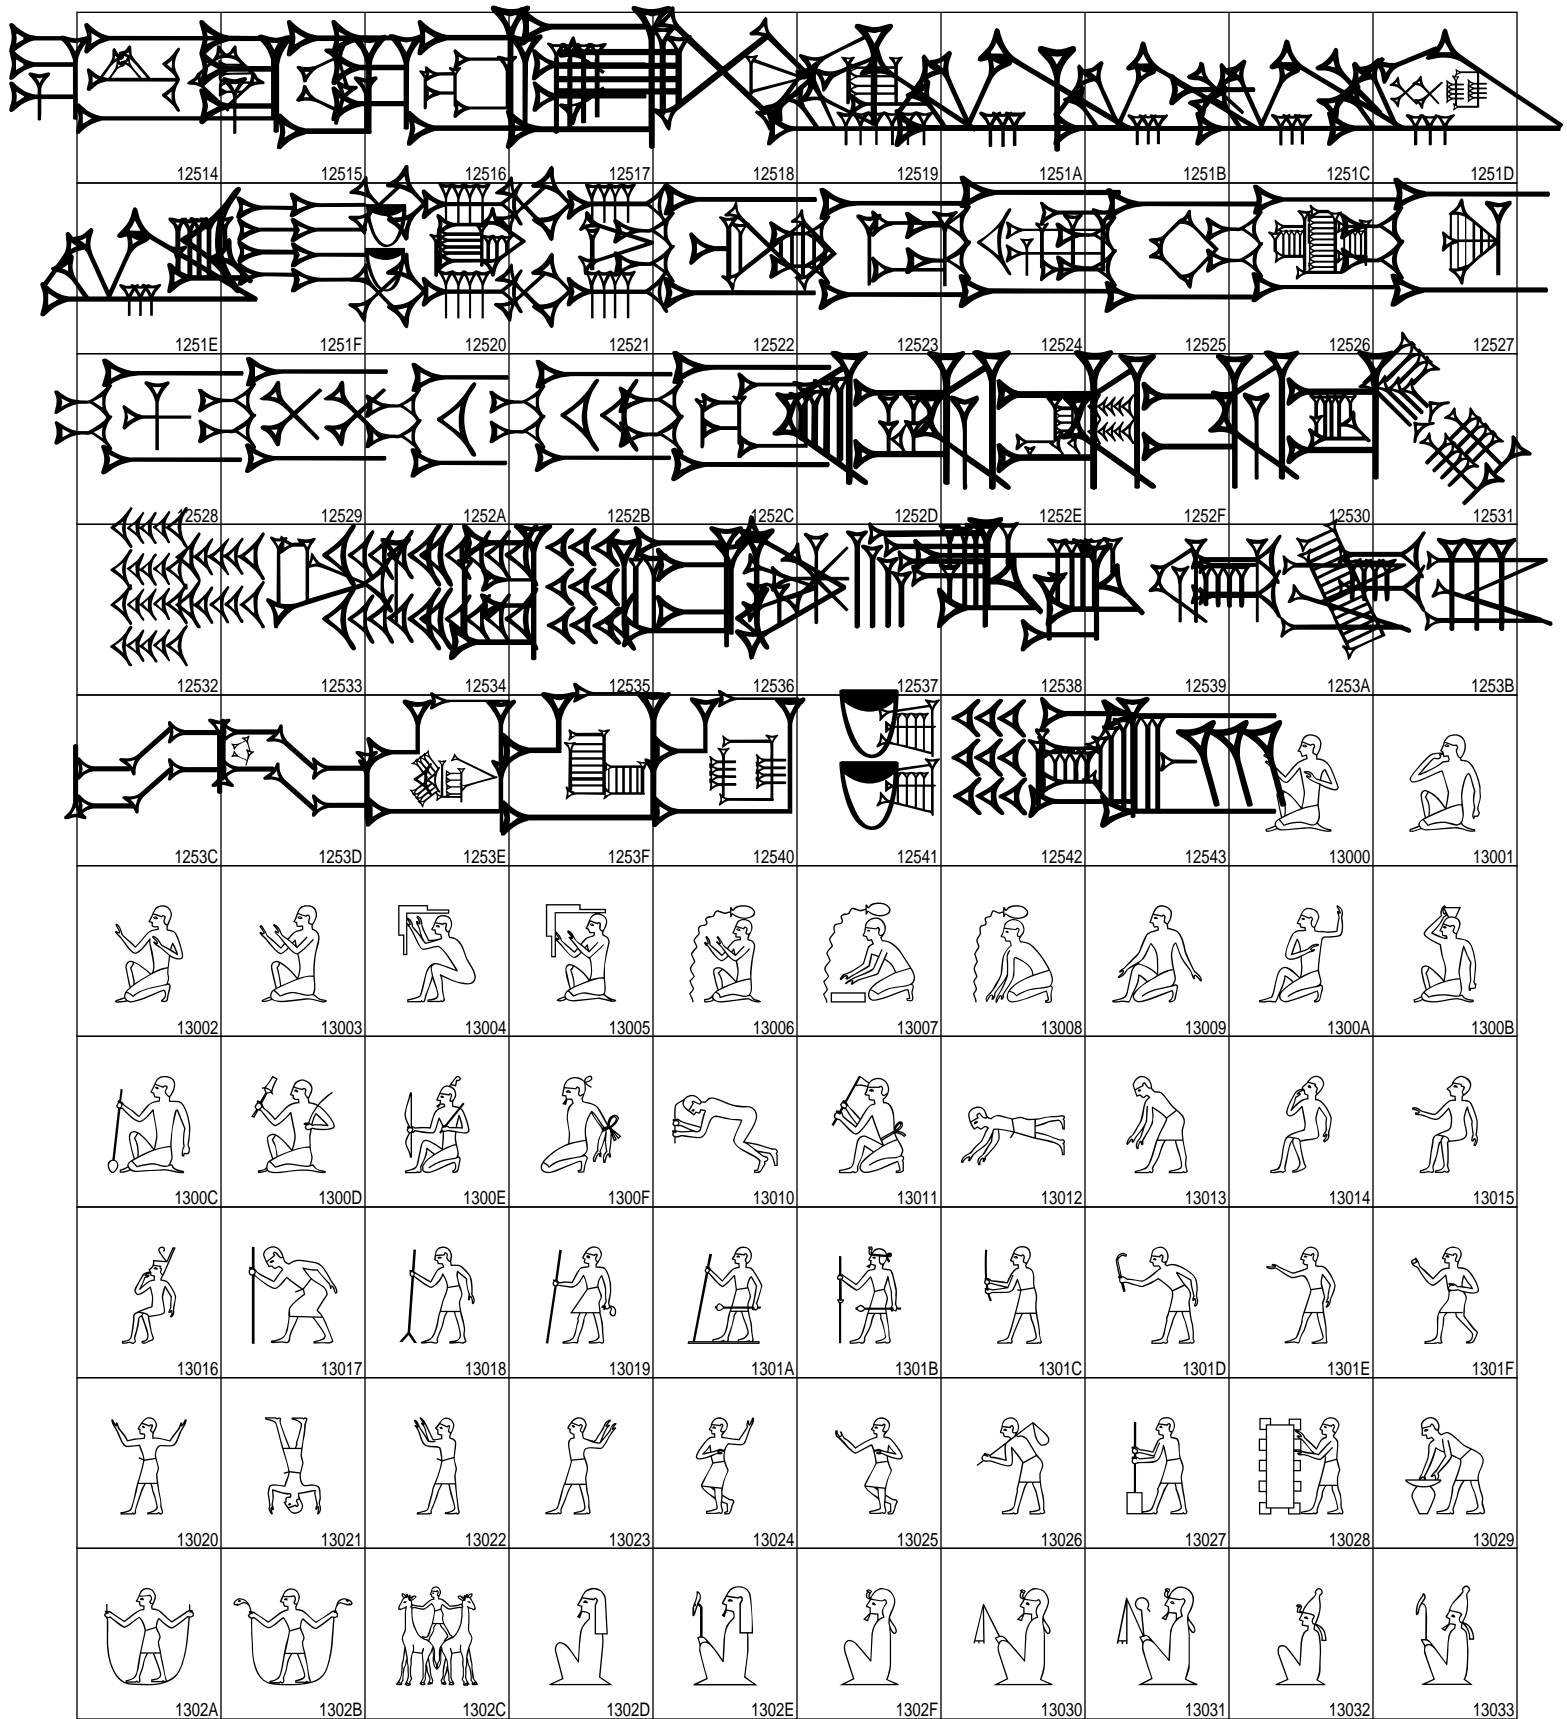 𒔔 𒔕 𒔖 𒔗 𒔘 𒔙 𒔚 𒔛 𒔜 𒔝
12514 12515 12516 12517 12518 12519 1251A 1251B 1251C 1251D
𒔞 𒔟 𒔠 𒔡 𒔢 𒔣 𒔤 𒔥 𒔦 𒔧
1251E 1251F 12520 12521 12522 12523 12524 12525 12526 12527
𒔨 𒔩 𒔪 𒔫 𒔬 𒔭 𒔮 𒔯 𒔰 𒔱
12528 12529 1252A 1252B 1252C 1252D 1252E 1252F 12530 12531
𒔲 𒔳 𒔴 𒔵 𒔶 𒔷 𒔸 𒔹 𒔺 𒔻
12532 12533 12534 12535 12536 12537 12538 12539 1253A 1253B
𒔼 𒔽 𒔾 𒔿 𒕀 𒕁 𒕂 𒕃 𓀀 𓀁
1253C 1253D 1253E 1253F 12540 12541 12542 12543 13000 13001
𓀂 𓀃 𓀄 𓀅 𓀆 𓀇 𓀈 𓀉 𓀊 𓀋
13002 13003 13004 13005 13006 13007 13008 13009 1300A 1300B
𓀌 𓀍 𓀎 𓀏 𓀐 𓀑 𓀒 𓀓 𓀔 𓀕
1300C 1300D 1300E 1300F 13010 13011 13012 13013 13014 13015
𓀖 𓀗 𓀘 𓀙 𓀚 𓀛 𓀜 𓀝 𓀞 𓀟
13016 13017 13018 13019 1301A 1301B 1301C 1301D 1301E 1301F
𓀠 𓀡 𓀢 𓀣 𓀤 𓀥 𓀦 𓀧 𓀨 𓀩
13020 13021 13022 13023 13024 13025 13026 13027 13028 13029
𓀪 𓀫 𓀬 𓀭 𓀮 𓀯 𓀰 𓀱 𓀲 𓀳
1302A 1302B 1302C 1302D 1302E 1302F 13030 13031 13032 13033